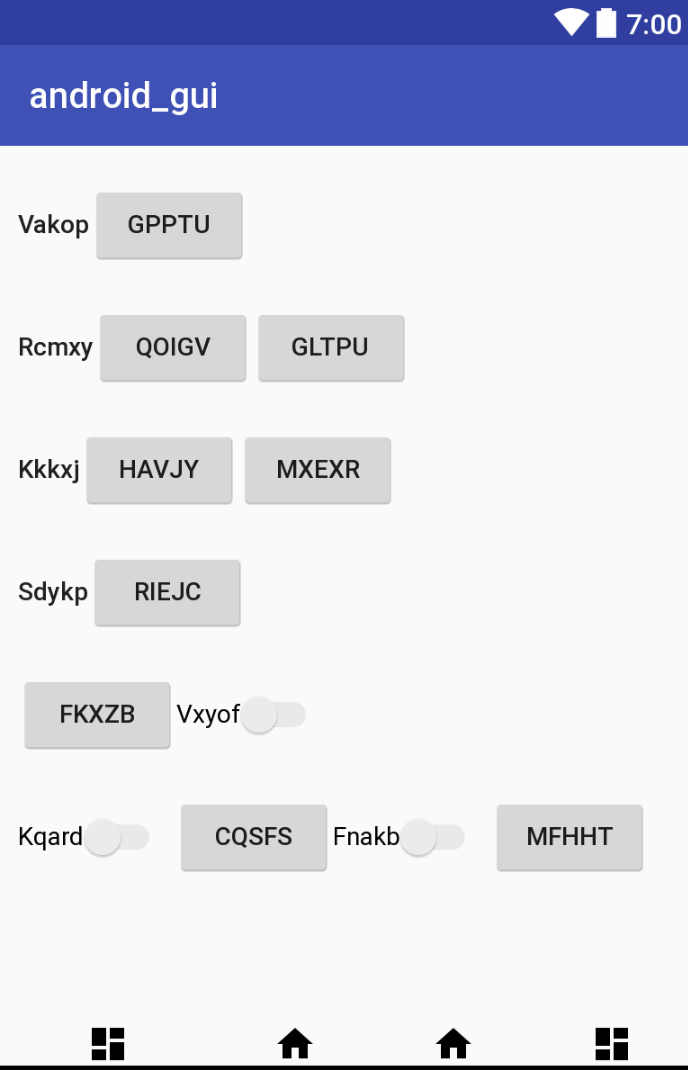 7:00
android_gui
Vakop GPPTU
Rcmxy QOIGV GLTPU
Kkkxj HAVJY MXEXR
Sdykp RIEJC
FKXZB Vxyof
Kqard CQSFS Fnakb MFHHT